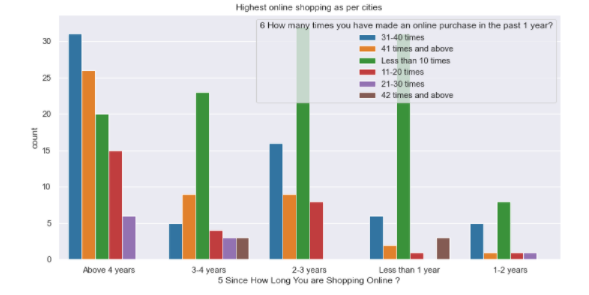 Highest online shopping as per cities
6 How many times you have made an online purchase in the past 1 year?
31-40 times
41 times and above
Less than 10 times
11-20 times
21-30 times
42 times and above
30
25
20
15
10
5
0
count
Above 4 years
3-4 years
2-3 years
Less than 1 year
1-2 years
5 Since How Long You are Shopping Online ?